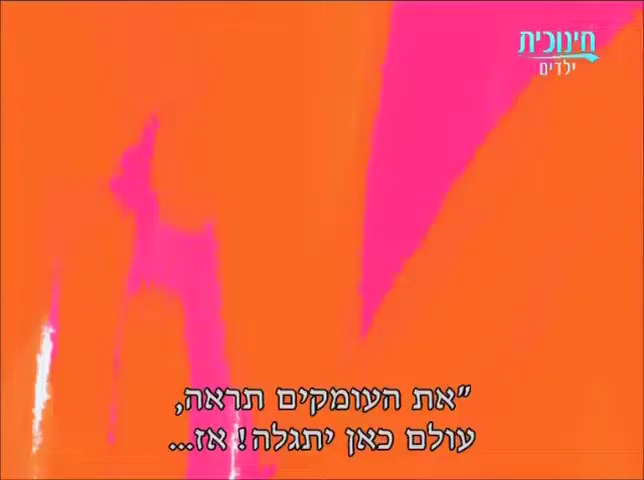 חינוכית
ילדים
"את העומקים תראה,
עולם כאן יתגלה! אז...